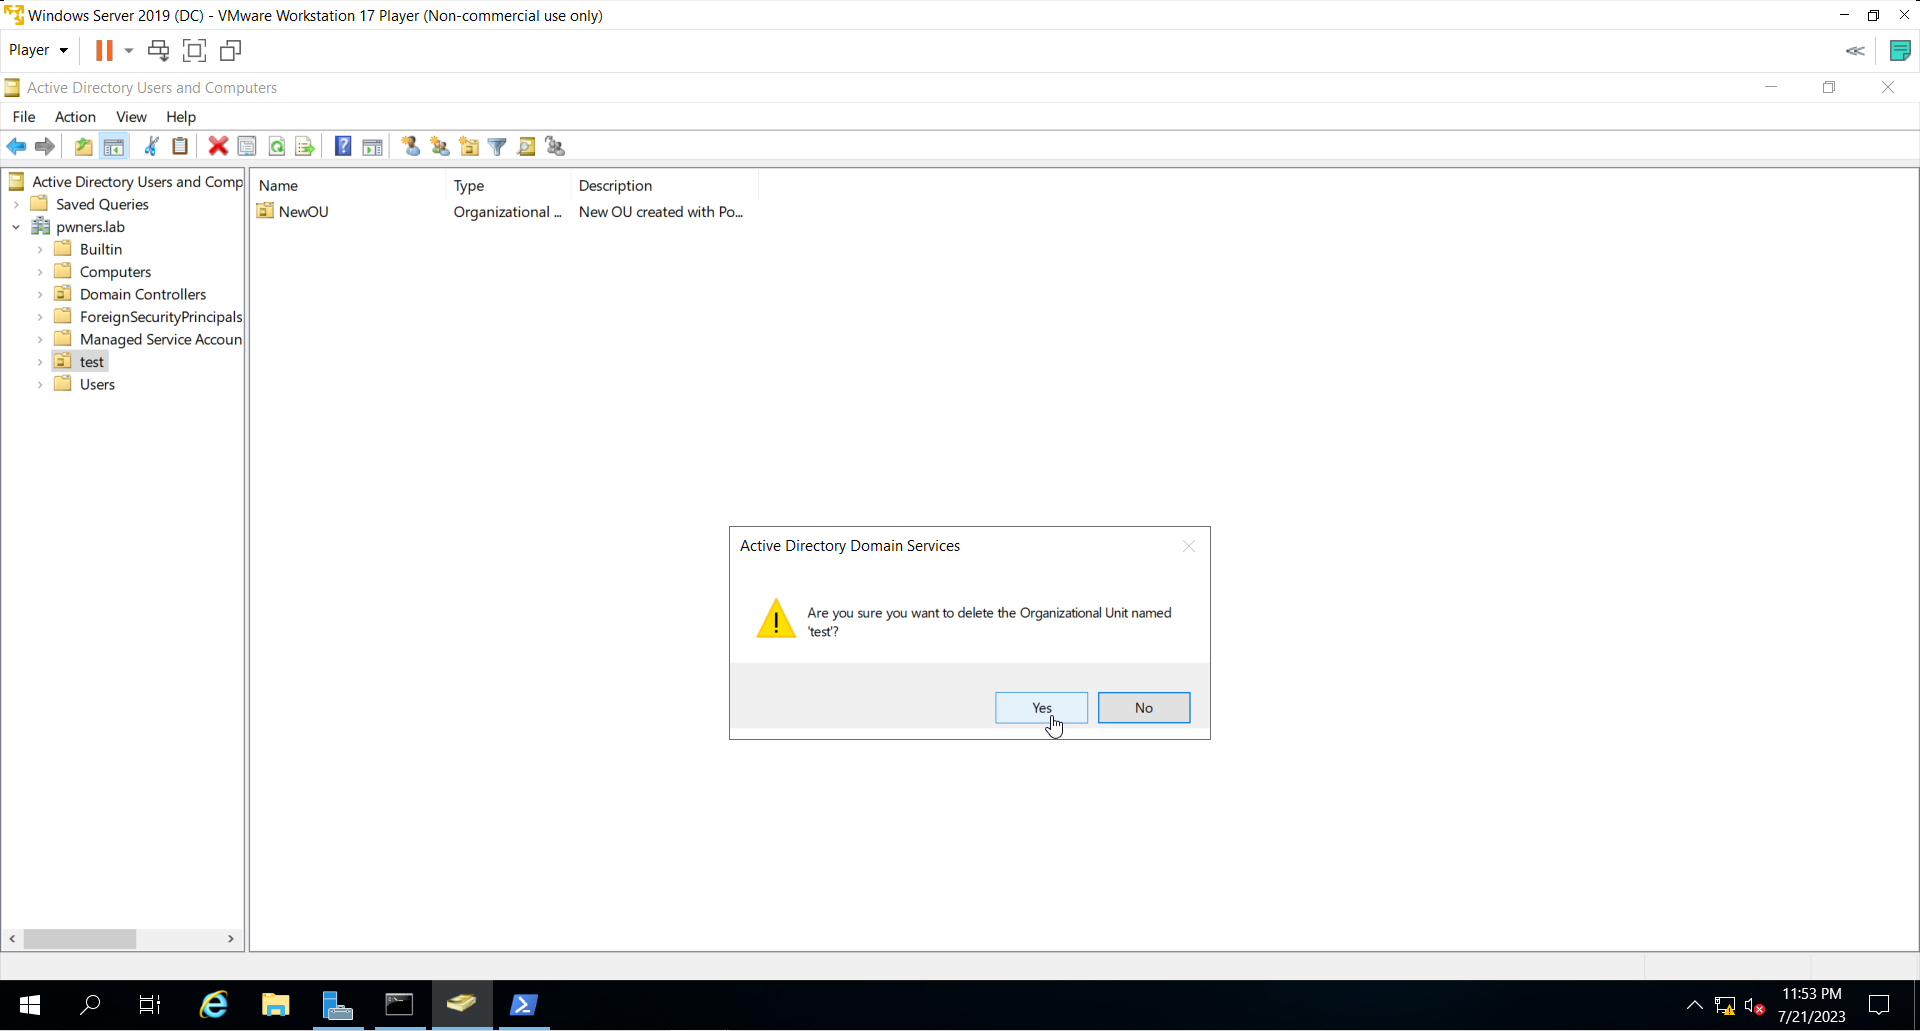 Windows Server 2019 (DC) - VMware Workstation 17 Player (Non-commercial use only)
Player
Active Directory Users and Computers
File Action View Help
Active Directory Users and Comp
Saved Queries
pwners.lab
Builtin
Computers
Domain Controllers
ForeignSecurityPrincipals
Managed Service Accoun
test
Users
Name Type Description
NewOU Organizational ... New OU created with Po...
Active Directory Domain Services
Are you sure you want to delete the Organizational Unit named
'test'?
Yes No
11:53 PM
7/21/2023